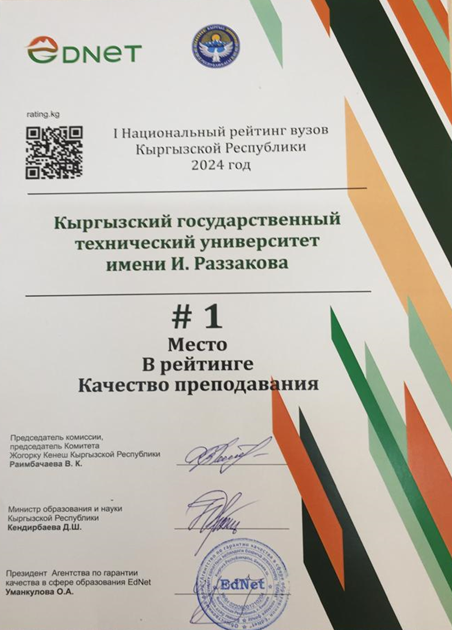 EDNET
rating.kg
I Национальный рейтинг вузов
Кыргызской Республики
2024 год
Кыргызский государственный
технический университет
имени И. Раззакова
# 1
Место
В рейтинге
Качество преподавания
Председатель комиссии,
председатель Комитета
Жогорку Кенеш Кыргызской Республики
Раимбачаева В. К.
Министр образования и науки
Кыргызской Республики
Кендирбаева Д.Ш.
Президент Агентства по гарантии
качества в сфере образования EdNet
Уманкулова О.А.
EdNet